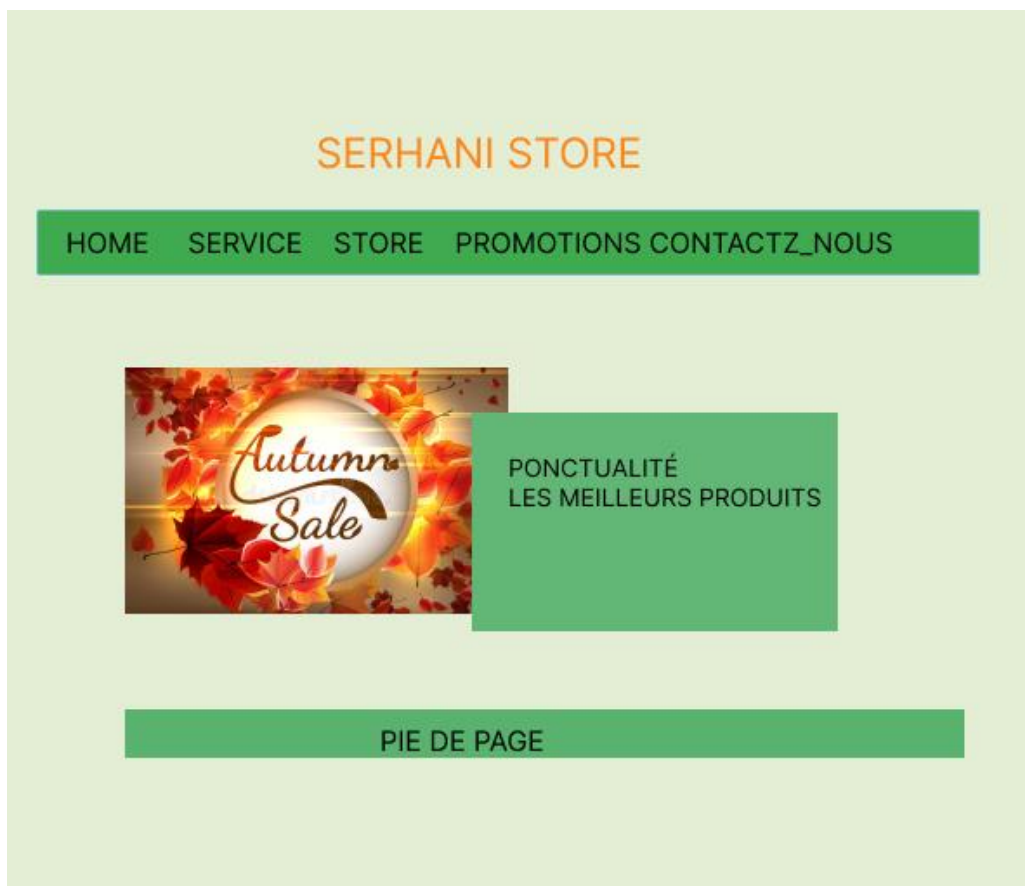 SERHANI STORE
HOME SERVICE STORE PROMOTIONS CONTACTZ_NOUS
Autumn
Sale
PONCTUALITÉ
LES MEILLEURS PRODUITS
PIE DE PAGE